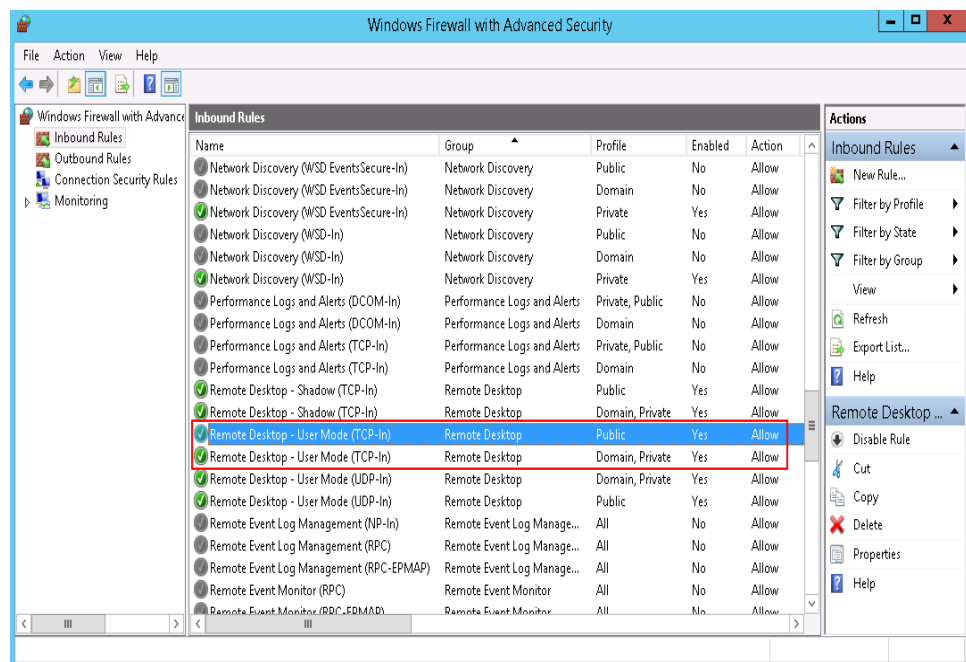 Windows Firewall with Advanced Security
File Action View Help
Windows Firewall with Advance
Inbound Rules
Outbound Rules
Connection Security Rules
Monitoring
Inbound Rules
Name Group Profile Enabled Action
Network Discovery (WSD EventsSecure-In) Network Discovery Public No Allow
Network Discovery (WSD EventsSecure-In) Network Discovery Domain No Allow
Network Discovery (WSD EventsSecure-In) Network Discovery Private Yes Allow
Network Discovery (WSD-In) Network Discovery Public No Allow
Network Discovery (WSD-In) Network Discovery Domain No Allow
Network Discovery (WSD-In) Network Discovery Private Yes Allow
Performance Logs and Alerts (DCOM-In) Performance Logs and Alerts Private, Public No Allow
Performance Logs and Alerts (DCOM-In) Performance Logs and Alerts Domain No Allow
Performance Logs and Alerts (TCP-In) Performance Logs and Alerts Private, Public No Allow
Performance Logs and Alerts (TCP-In) Performance Logs and Alerts Domain No Allow
Remote Desktop - Shadow (TCP-In) Remote Desktop Public Yes Allow
Remote Desktop - Shadow (TCP-In) Remote Desktop Domain, Private Yes Allow
Remote Desktop - User Mode (TCP-In) Remote Desktop Public Yes Allow
Remote Desktop - User Mode (TCP-In) Remote Desktop Domain, Private Yes Allow
Remote Desktop - User Mode (UDP-In) Remote Desktop Domain, Private Yes Allow
Remote Desktop - User Mode (UDP-In) Remote Desktop Public Yes Allow
Remote Event Log Management (NP-In) Remote Event Log Manage... All No Allow
Remote Event Log Management (RPC) Remote Event Log Manage... All No Allow
Remote Event Log Management (RPC-EPMAP) Remote Event Log Manage... All No Allow
Remote Event Monitor (RPC) Remote Event Monitor All No Allow
Remote Event Monitor (RPC-EPMAP) Remote Event Monitor All No Allow
Actions
Inbound Rules
New Rule...
Filter by Profile
Filter by State
Filter by Group
View
Refresh
Export List...
Help
Remote Desktop ...
Disable Rule
Cut
Copy
Delete
Properties
Help